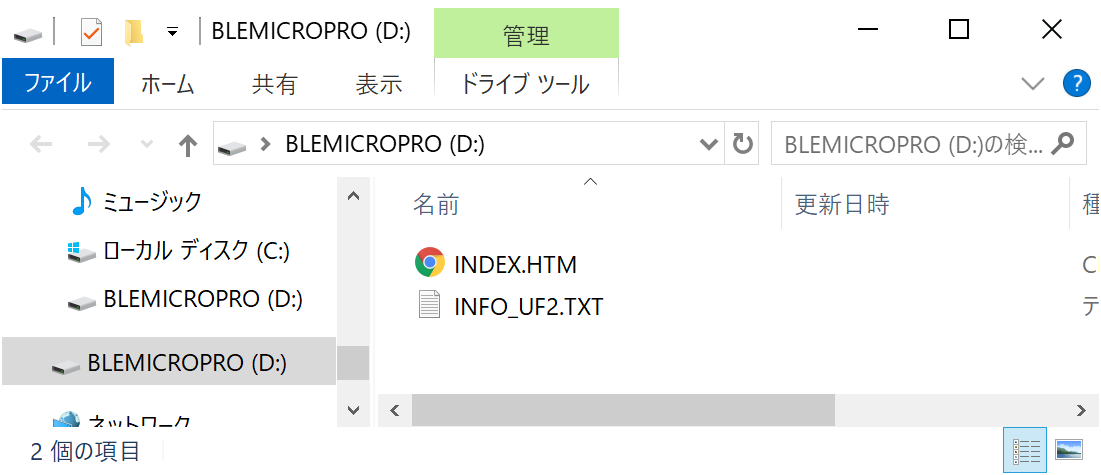 BLEMICROPRO (D:)
管理
ファイル
ホーム
共有
表示
ドライブ ツール
BLEMICROPRO (D:)
BLEMICROPRO (D:)の検...
ミュージック
ローカル ディスク (C:)
BLEMICROPRO (D:)
BLEMICROPRO (D:)
ネットワーク
名前
更新日時
種
INDEX.HTM
INFO_UF2.TXT
テ
2 個の項目